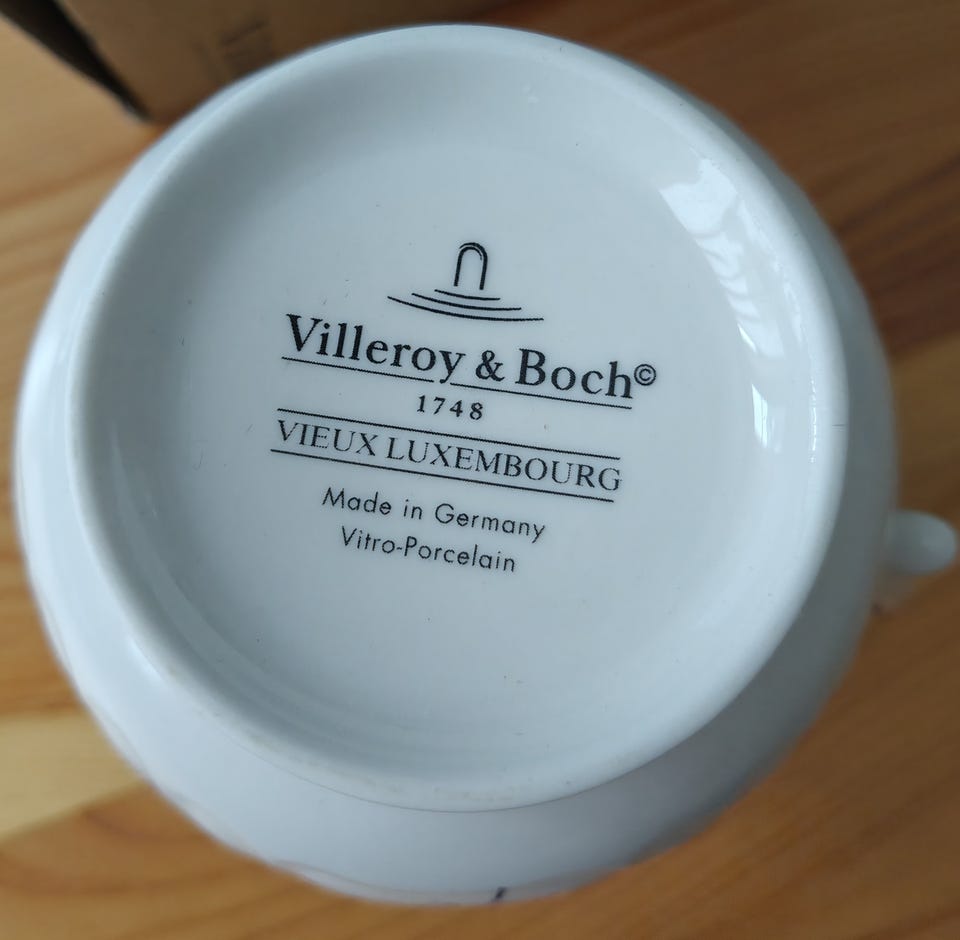 Villeroy & Boch©
1748
VIEUX LUXEMBOURG
Made in Germany
Vitro-Porcelain